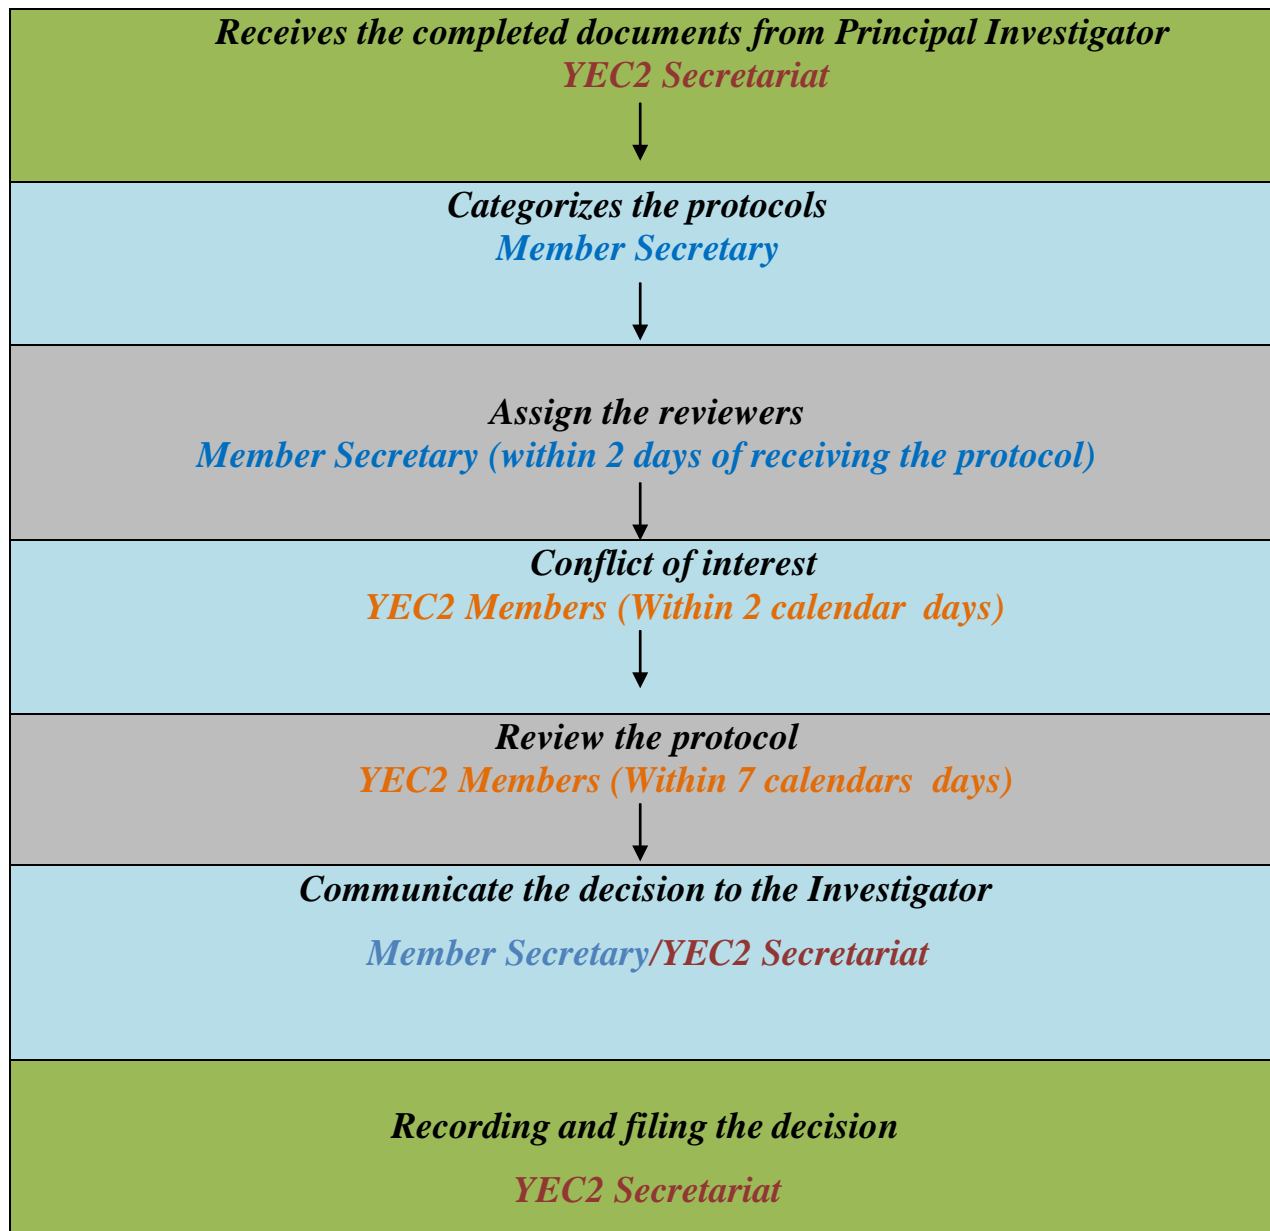 Receives the completed documents from Principal Investigator
YEC2 Secretariat
Categorizes the protocols
Member Secretary
Assign the reviewers
Member Secretary (within 2 days of receiving the protocol)
Conflict of interest
YEC2 Members (Within 2 calendar  days)
Review the protocol
YEC2 Members (Within 7 calendars  days)
Communicate the decision to the Investigator
Member Secretary/YEC2 Secretariat
Recording and filing the decision
YEC2 Secretariat